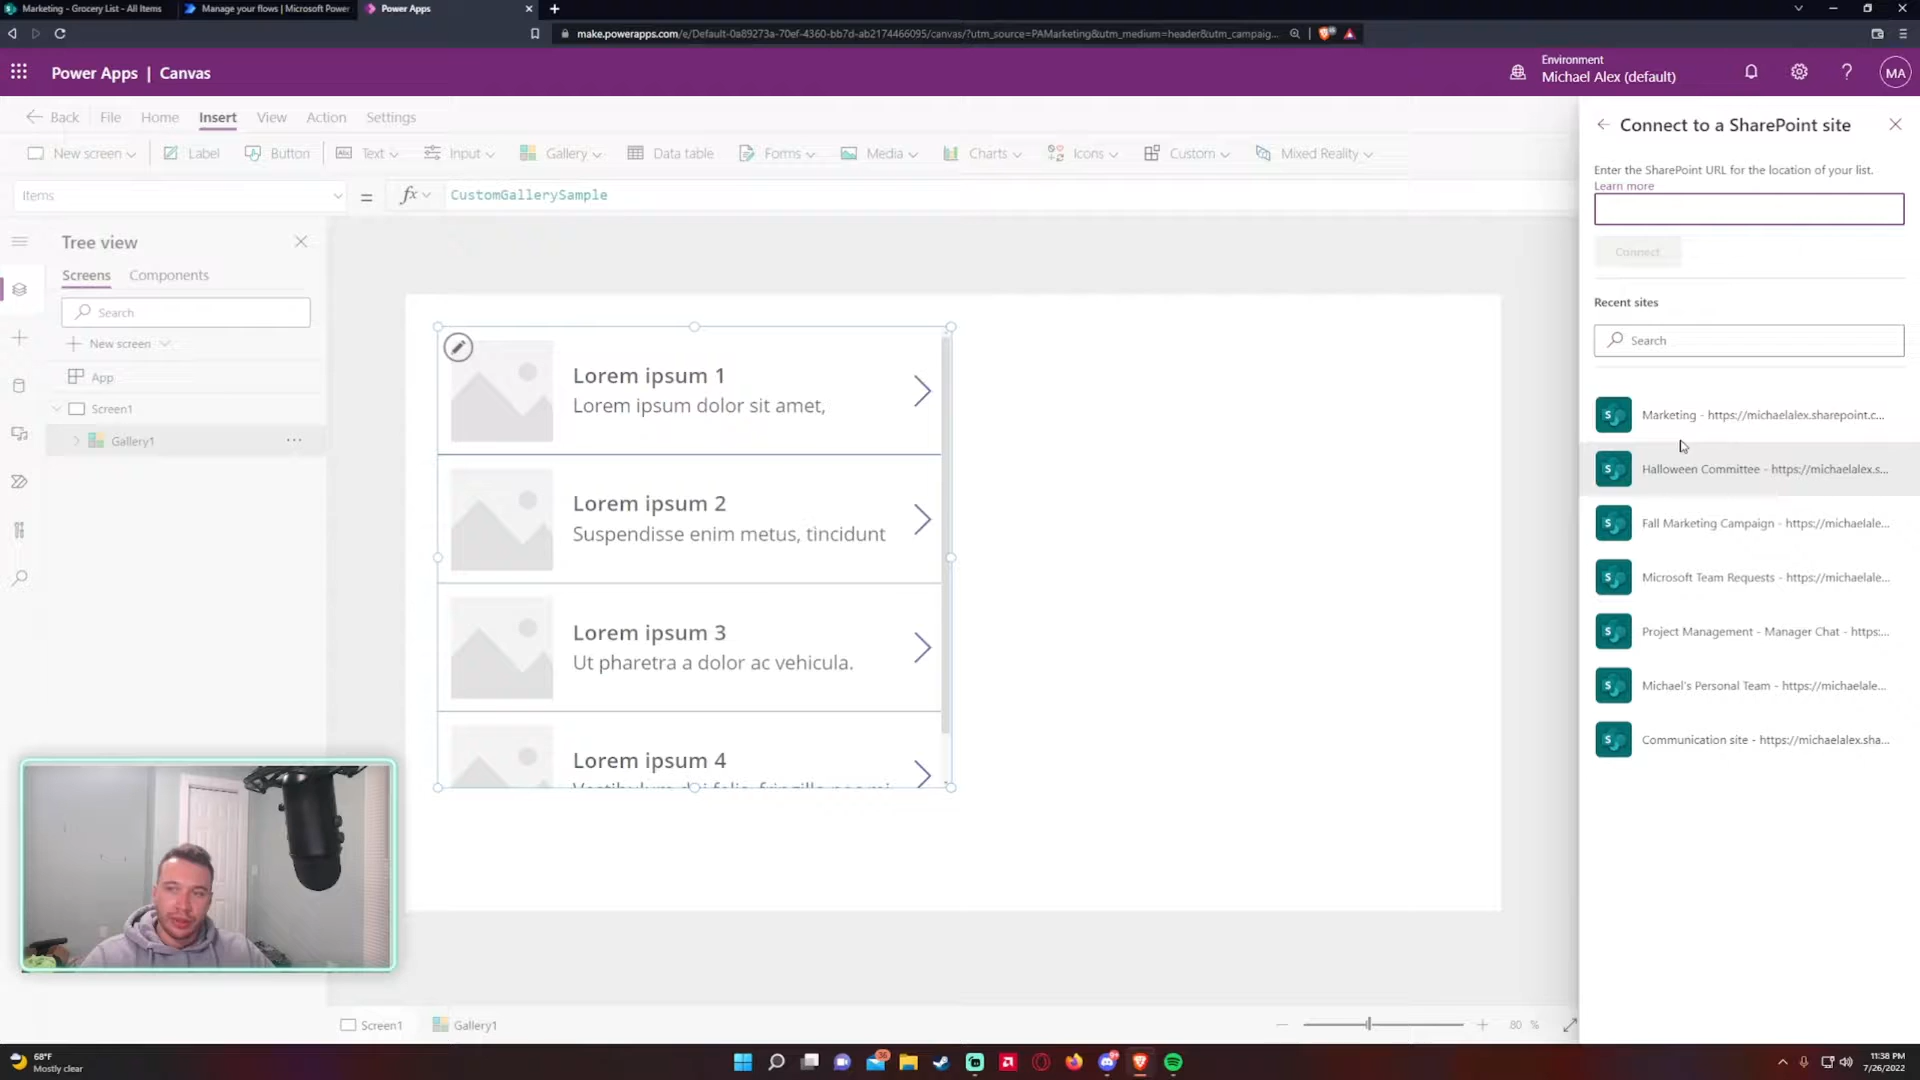 Marketing - Grocery List - All Items
Manage your flows | Microsoft Power
Power Apps
make.powerapps.com/e/Default-0a89273a-70ef-4360-bb7d-ab2174466095/canvas/?utm_source=PAMarketing&utm_medium=header&utm_campaig...
Power Apps | Canvas
Environment
Michael Alex (default)
MA
Back
File
Home
Insert
View
Action
Settings
New screen
Label
Button
Text
Input
Gallery
Data table
Forms
Media
Charts
Icons
Custom
Mixed Reality
Items
=
fx
CustomGallerySample
Tree view
Screens
Components
Search
New screen
App
Screen1
Gallery1
Lorem ipsum 1
Lorem ipsum dolor sit amet,
Lorem ipsum 2
Suspendisse enim metus, tincidunt
Lorem ipsum 3
Ut pharetra a dolor ac vehicula.
Lorem ipsum 4
Connect to a SharePoint site
Enter the SharePoint URL for the location of your list.
Learn more
Connect
Recent sites
Search
Marketing - https://michaelalex.sharepoint.c...
Halloween Committee - https://michaelalex.s...
Fall Marketing Campaign - https://michaelale...
Microsoft Team Requests - https://michaelale...
Project Management - Manager Chat - https:...
Michael's Personal Team - https://michaelale...
Communication site - https://michaelalex.sha...
Screen1
Gallery1
80 %
68°F
Mostly clear
11:38 PM
7/26/2022